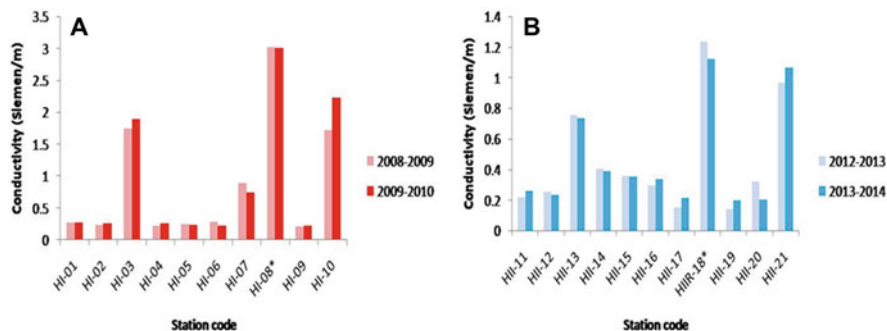 A
Conductivity (Siemen/m)
3.5
3
2.5
2
1.5
1
0.5
0
HI-01 HI-02 HI-03 HI-04 HI-05 HI-06 HI-07 HI-08* HI-09 HI-10
Station code
2008-2009
2009-2010
B
Conductivity (Siemen/m)
1.4
1.2
1
0.8
0.6
0.4
0.2
0
HII-11 HII-12 HII-13 HII-14 HII-15 HII-16 HII-17 HIIR-18* HII-19 HII-20 HII-21
Station code
2012-2013
2013-2014